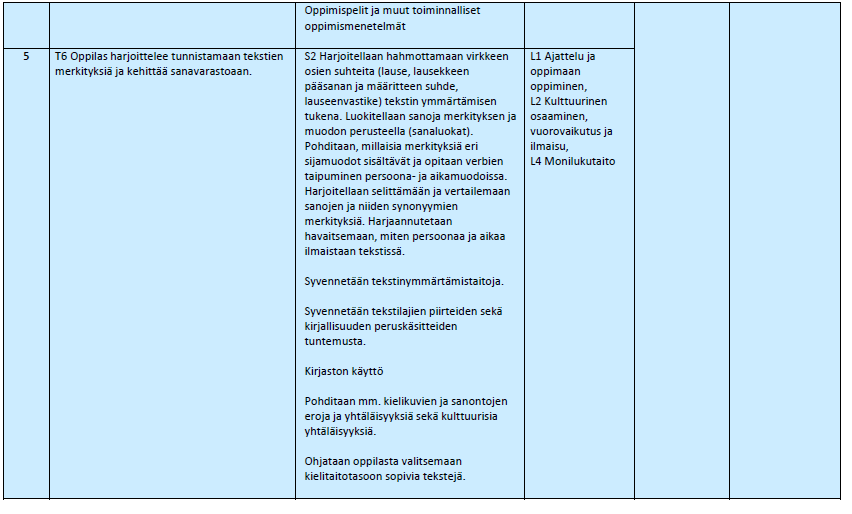 Oppimispelit ja muut toiminnalliset
oppimismenetelmät
5
T6 Oppilas harjoittelee tunnistamaan tekstien
merkityksiä ja kehittää sanavarastoaan.
S2 Harjoitellaan hahmottamaan virkkeen
osien suhteita (lause, lausekkeen
pääsanan ja määritteen suhde,
lauseenvastike) tekstin ymmärtämisen
tukena. Luokitellaan sanoja merkityksen ja
muodon perusteella (sanaluokat).
Pohditaan, millaisia merkityksiä eri
sijamuodot sisältävät ja opitaan verbien
taipuminen persoona- ja aikamuodoissa.
Harjoitellaan selittämään ja vertailemaan
sanojen ja niiden synonyymien
merkityksiä. Harjaannutetaan
havaitsemaan, miten persoonaa ja aikaa
ilmaistaan tekstissä.
Syvennetään tekstinymmärtämistaitoja.
Syvennetään tekstilajien piirteiden sekä
kirjallisuuden peruskäsitteiden
tuntemusta.
Kirjaston käyttö
Pohditaan mm. kielikuvien ja sanontojen
eroja ja yhtäläisyyksiä sekä kulttuurisia
yhtäläisyyksiä.
Ohjataan oppilasta valitsemaan
kielitaitotasoon sopivia tekstejä.
L1 Ajattelu ja
oppimaan
oppiminen,
L2 Kulttuurinen
osaaminen,
vuorovaikutus ja
ilmaisu,
L4 Monilukutaito